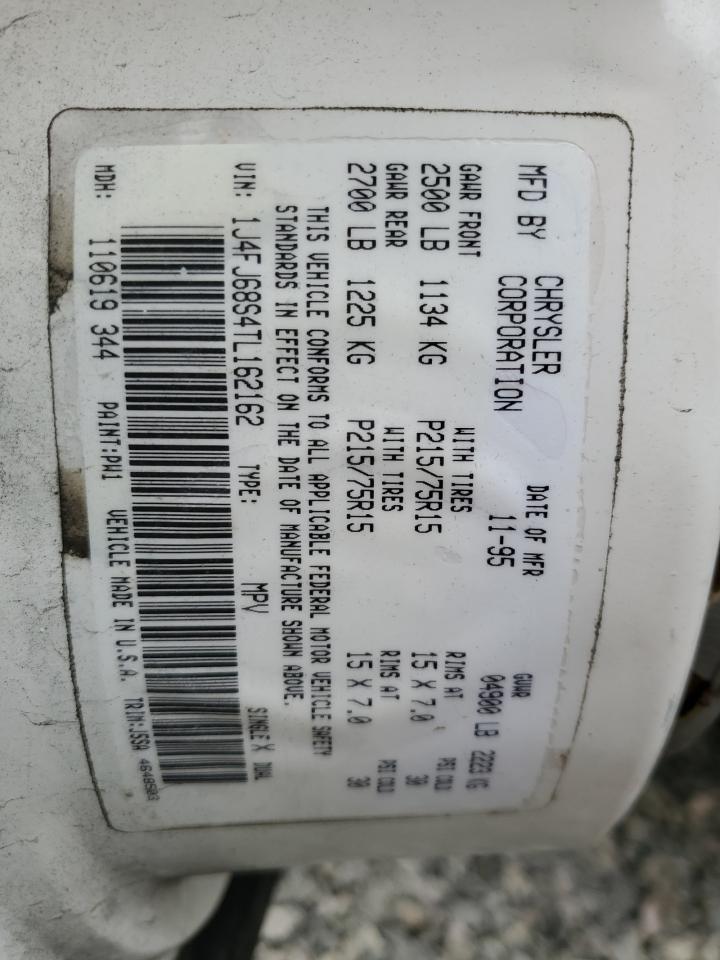 MFD BY CHRYSLER CORPORATION DATE OF MFR 11-95 GVWR 04900 LB 2223 KG
GAWR FRONT WITH TIRES RIMS AT PSI COLD
2500 LB 1134 KG P215/75R15 15 X 7.0 30
GAWR REAR WITH TIRES RIMS AT PSI COLD
2700 LB 1225 KG P215/75R15 15 X 7.0 30
THIS VEHICLE CONFORMS TO ALL APPLICABLE FEDERAL MOTOR VEHICLE SAFETY
STANDARDS IN EFFECT ON THE DATE OF MANUFACTURE SHOWN ABOVE.
VIN: 1J4FJ68S4TL162162 TYPE: MPV SINGLE X DUAL
MDH: 110619 344 PAINT:PW1 VEHICLE MADE IN U.S.A. TRIM:J5SA 4648503